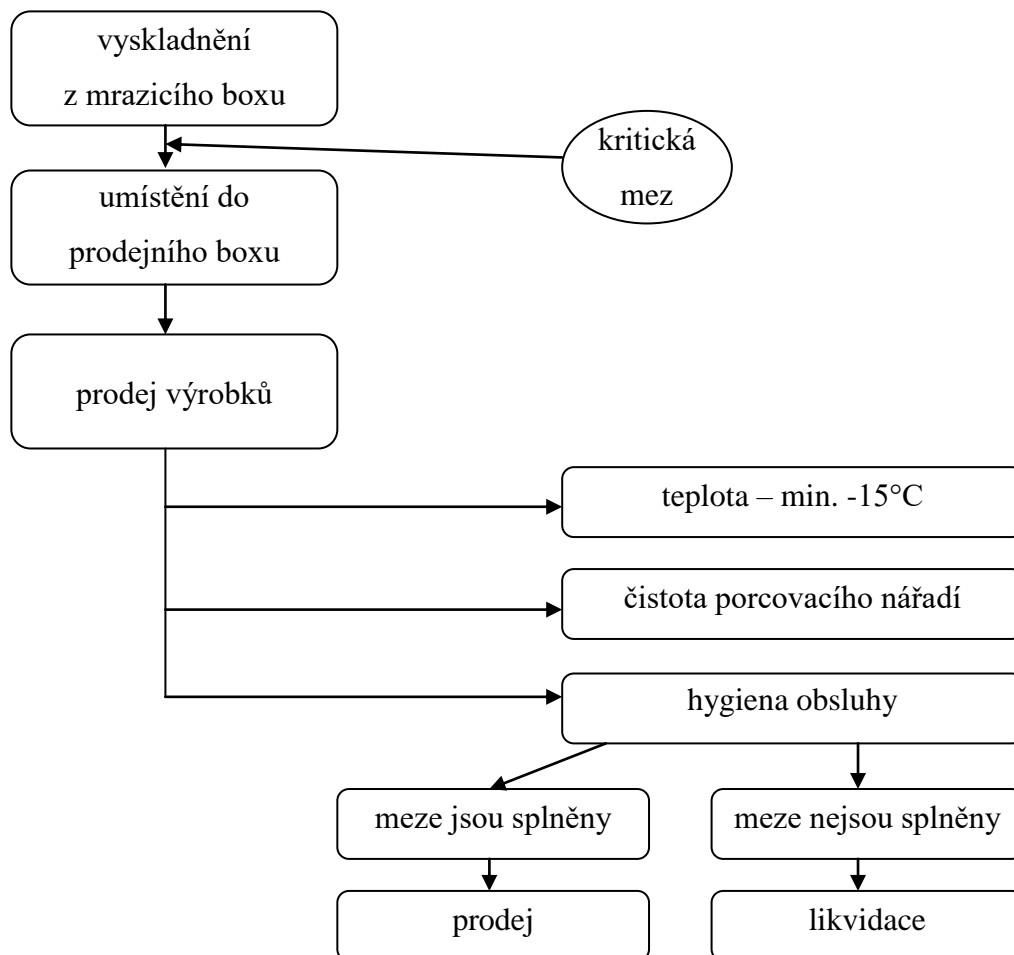 vyskladnění
z mrazicího boxu
kritická
mez
umístění do
prodejního boxu
prodej výrobků
teplota – min. -15°C
čistota porcovacího nářadí
hygiena obsluhy
meze jsou splněny
meze nejsou splněny
prodej
likvidace